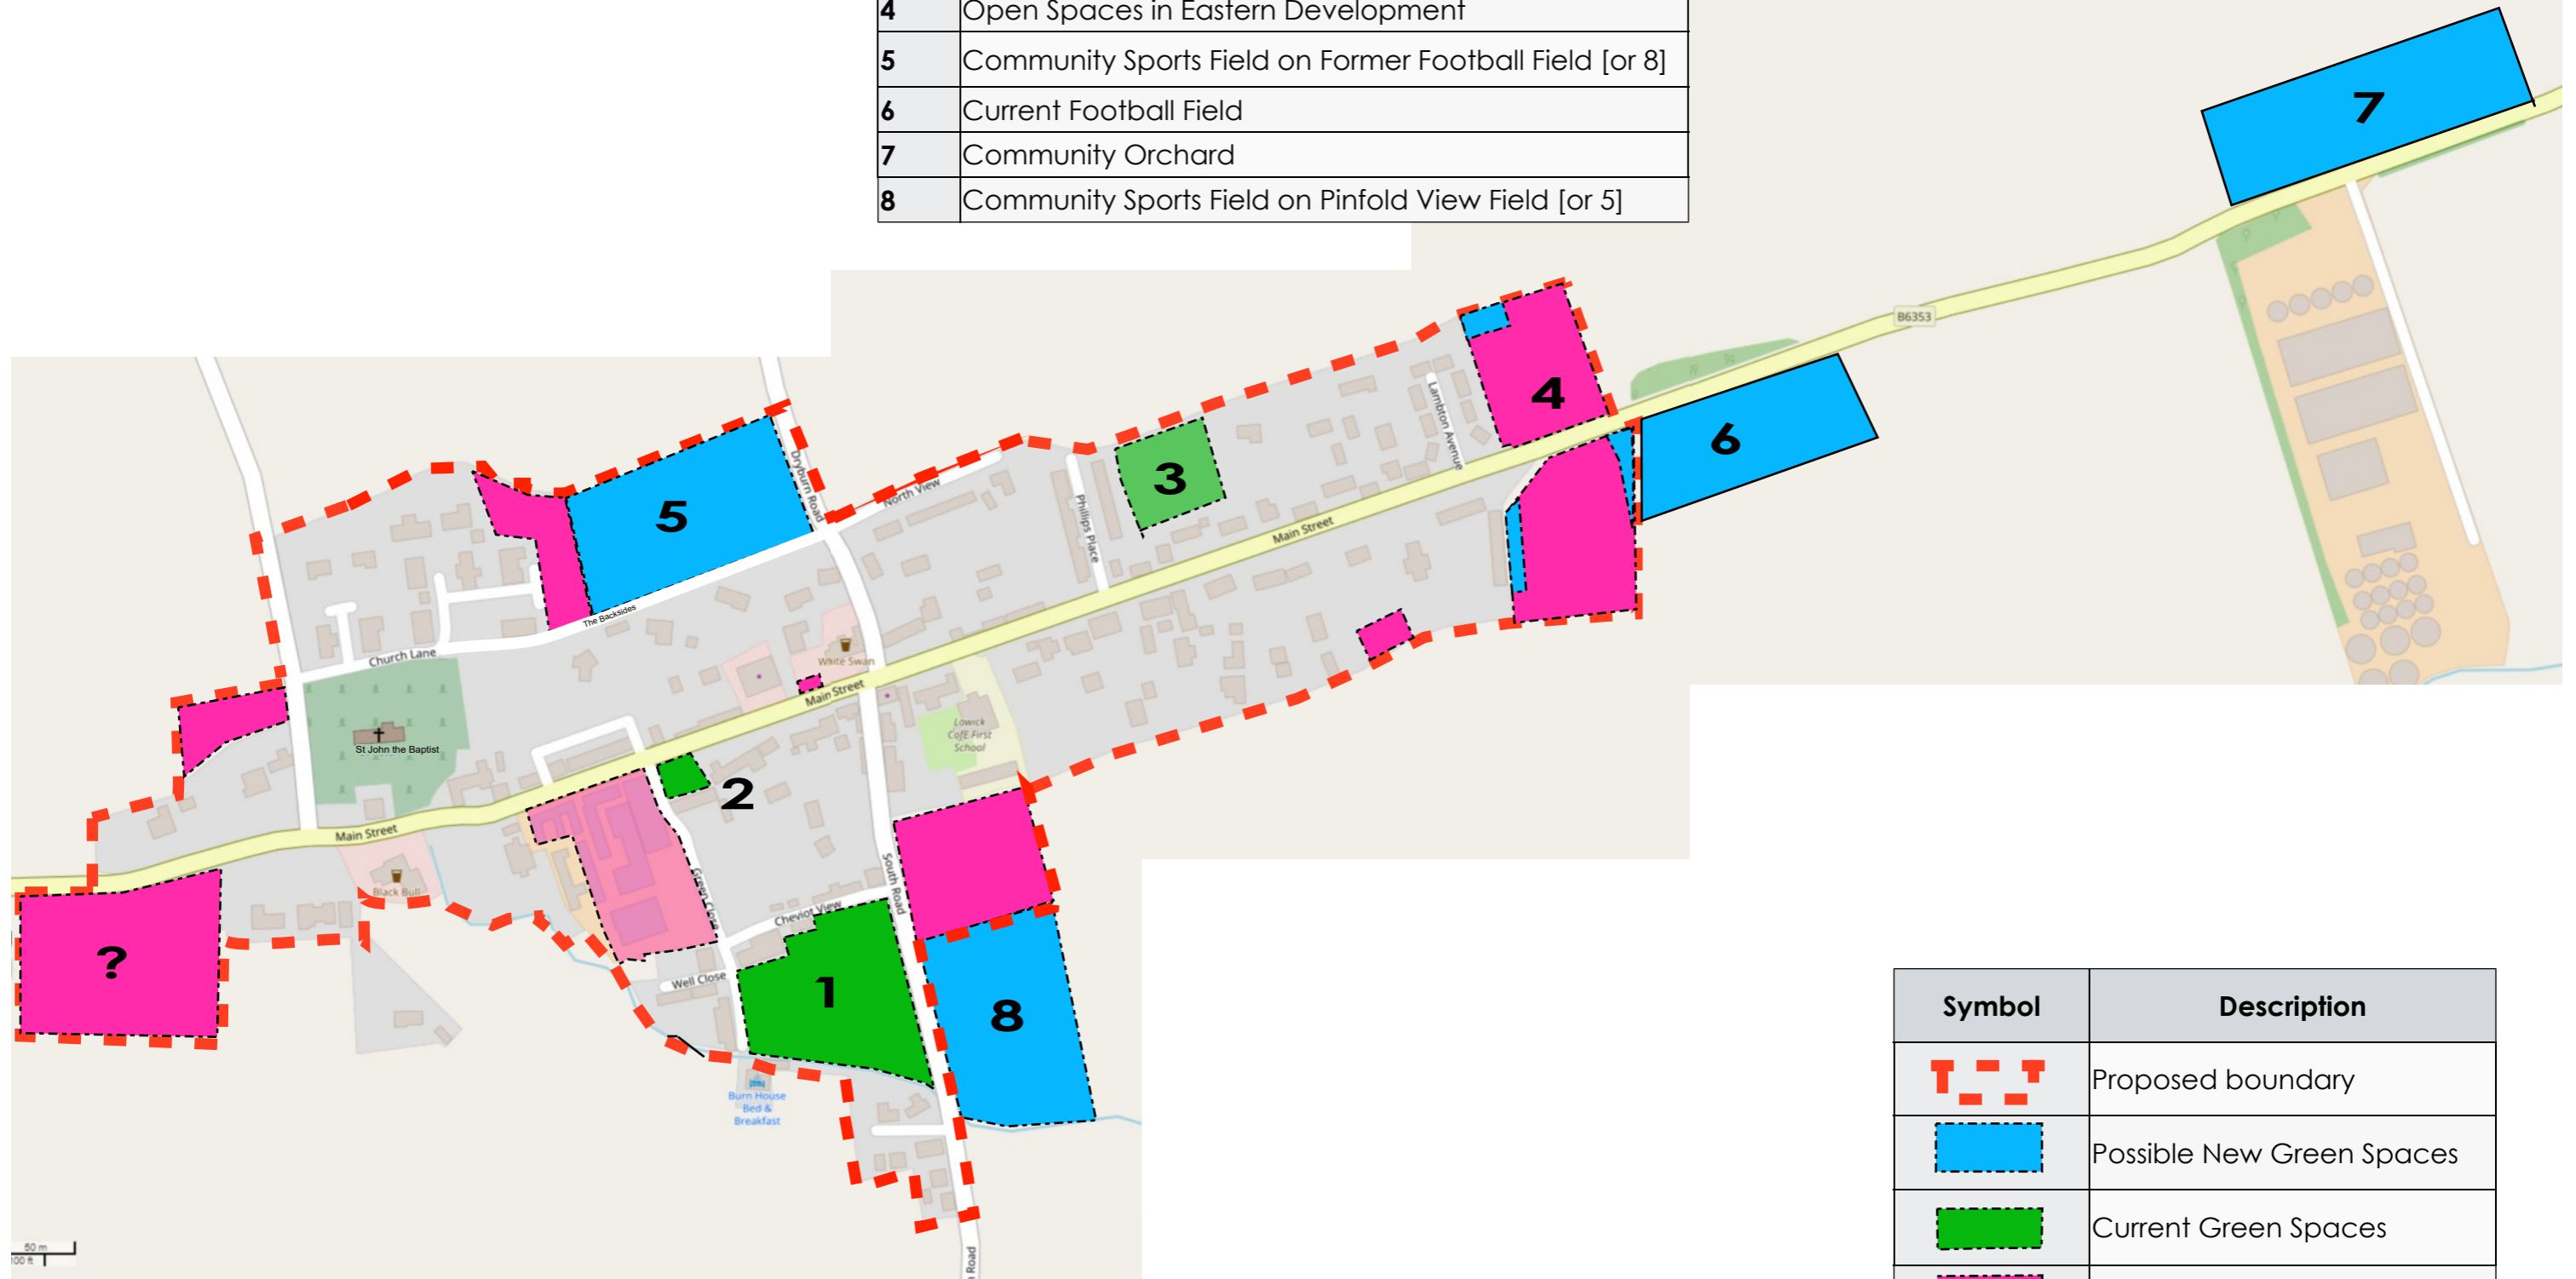 4 Open Spaces in Eastern Development
5 Community Sports Field on Former Football Field [or 8]
6 Current Football Field
7 Community Orchard
8 Community Sports Field on Pinfold View Field [or 5]
7
B6353
4
6
Lambton Avenue
5
Dryburn Road
North View
3
Phillips Place
Main Street
The Backsides
Church Lane
White Swan
Main Street
St John the Baptist
Lowick
CofE First
School
2
Main Street
Black Bull
Green Close
South Road
Cheviot View
?
Well Close
1
8
Burn House
Bed &
Breakfast
50 m
Road
Symbol Description
Proposed boundary
Possible New Green Spaces
Current Green Spaces